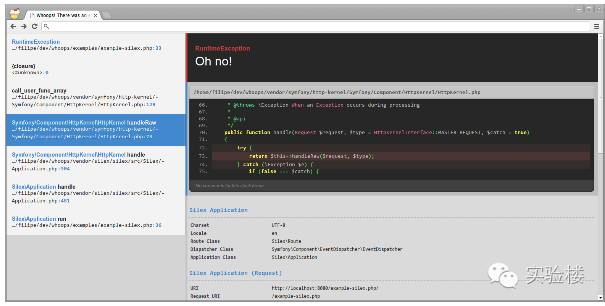 Whoops! There was an
RuntimeException
…/filipe/dev/whoops/examples/example-silex.php:33
{closure}
<#unknown>:0
call_user_func_array
…/filipe/dev/whoops/vendor/symfony/http-kernel/
Symfony/Component/HttpKernel/HttpKernel.php:129
Symfony\Component\HttpKernel\HttpKernel handleRaw
…/filipe/dev/whoops/vendor/symfony/http-kernel/
Symfony/Component/HttpKernel/HttpKernel.php:73
Symfony\Component\HttpKernel\HttpKernel handle
…/filipe/dev/whoops/vendor/silex/silex/src/Silex/
Application.php:504
Silex\Application handle
…/filipe/dev/whoops/vendor/silex/silex/src/Silex/
Application.php:481
Silex\Application run
…/filipe/dev/whoops/examples/example-silex.php:36
RuntimeException
Oh no!
/home/filipe/dev/whoops/vendor/symfony/http-kernel/Symfony/Component/HttpKernel/HttpKernel.php
66. * @throws \Exception When an Exception occurs during processing
67. *
68. * @api
69. */
70. public function handle(Request $request, $type = HttpKernelInterface::MASTER_REQUEST, $catch = true)
71. {
72. try {
73. return $this->handleRaw($request, $type);
74. } catch (\Exception $e) {
75. if (false === $catch) {
No comments for this stack frame.
Silex Application
Charset UTF-8
Locale en
Route Class Silex\Route
Dispatcher Class Symfony\Component\EventDispatcher\EventDispatcher
Application Class Silex\Application
Silex Application (Request)
URI http://localhost:8080/example-silex.php/
Request URI /example-silex.php
实验楼